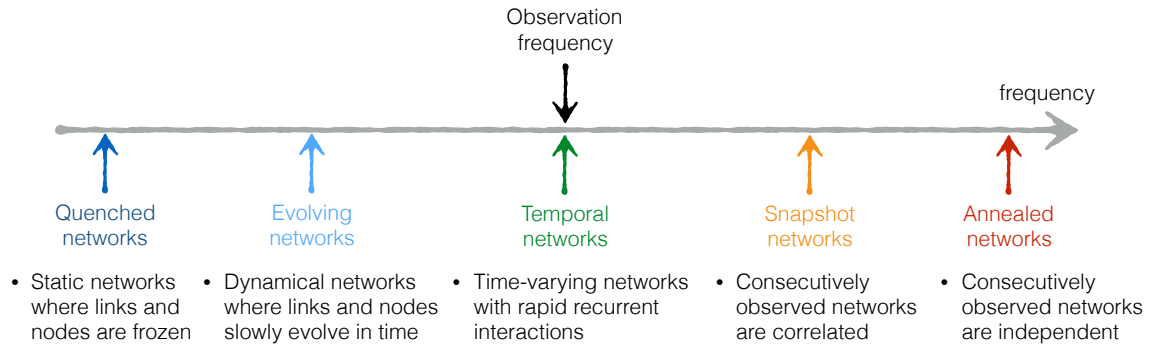 Observation
frequency
frequency
Quenched
networks
Evolving
networks
Temporal
networks
Snapshot
networks
Annealed
networks
• Static networks
where links and
nodes are frozen
• Dynamical networks
where links and nodes
slowly evolve in time
• Time-varying networks
with rapid recurrent
interactions
• Consecutively
observed networks
are correlated
• Consecutively
observed networks
are independent